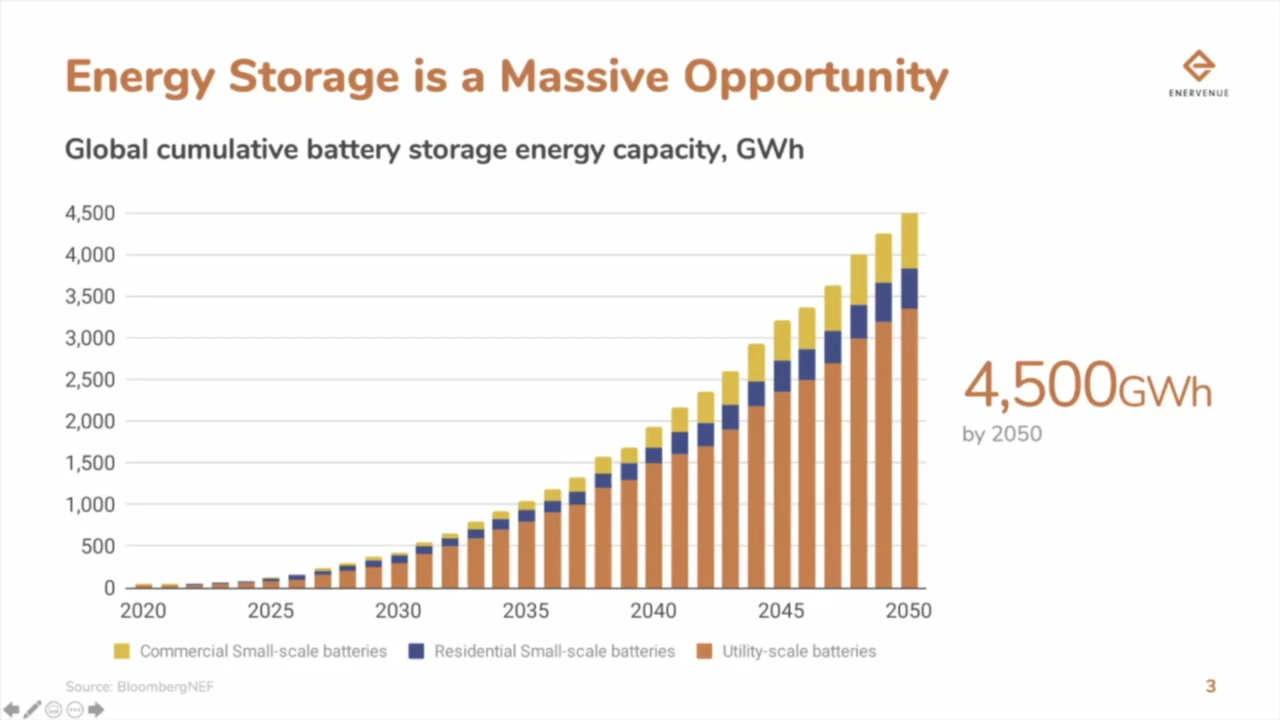 Energy Storage is a Massive Opportunity
ENERVENUE
Global cumulative battery storage energy capacity, GWh
4,500
4,000
3,500
3,000
2,500
2,000
1,500
1,000
500
0
2020 2025 2030 2035 2040 2045 2050
4,500GWh
by 2050
Commercial Small-scale batteries Residential Small-scale batteries Utility-scale batteries
Source: BloombergNEF
3